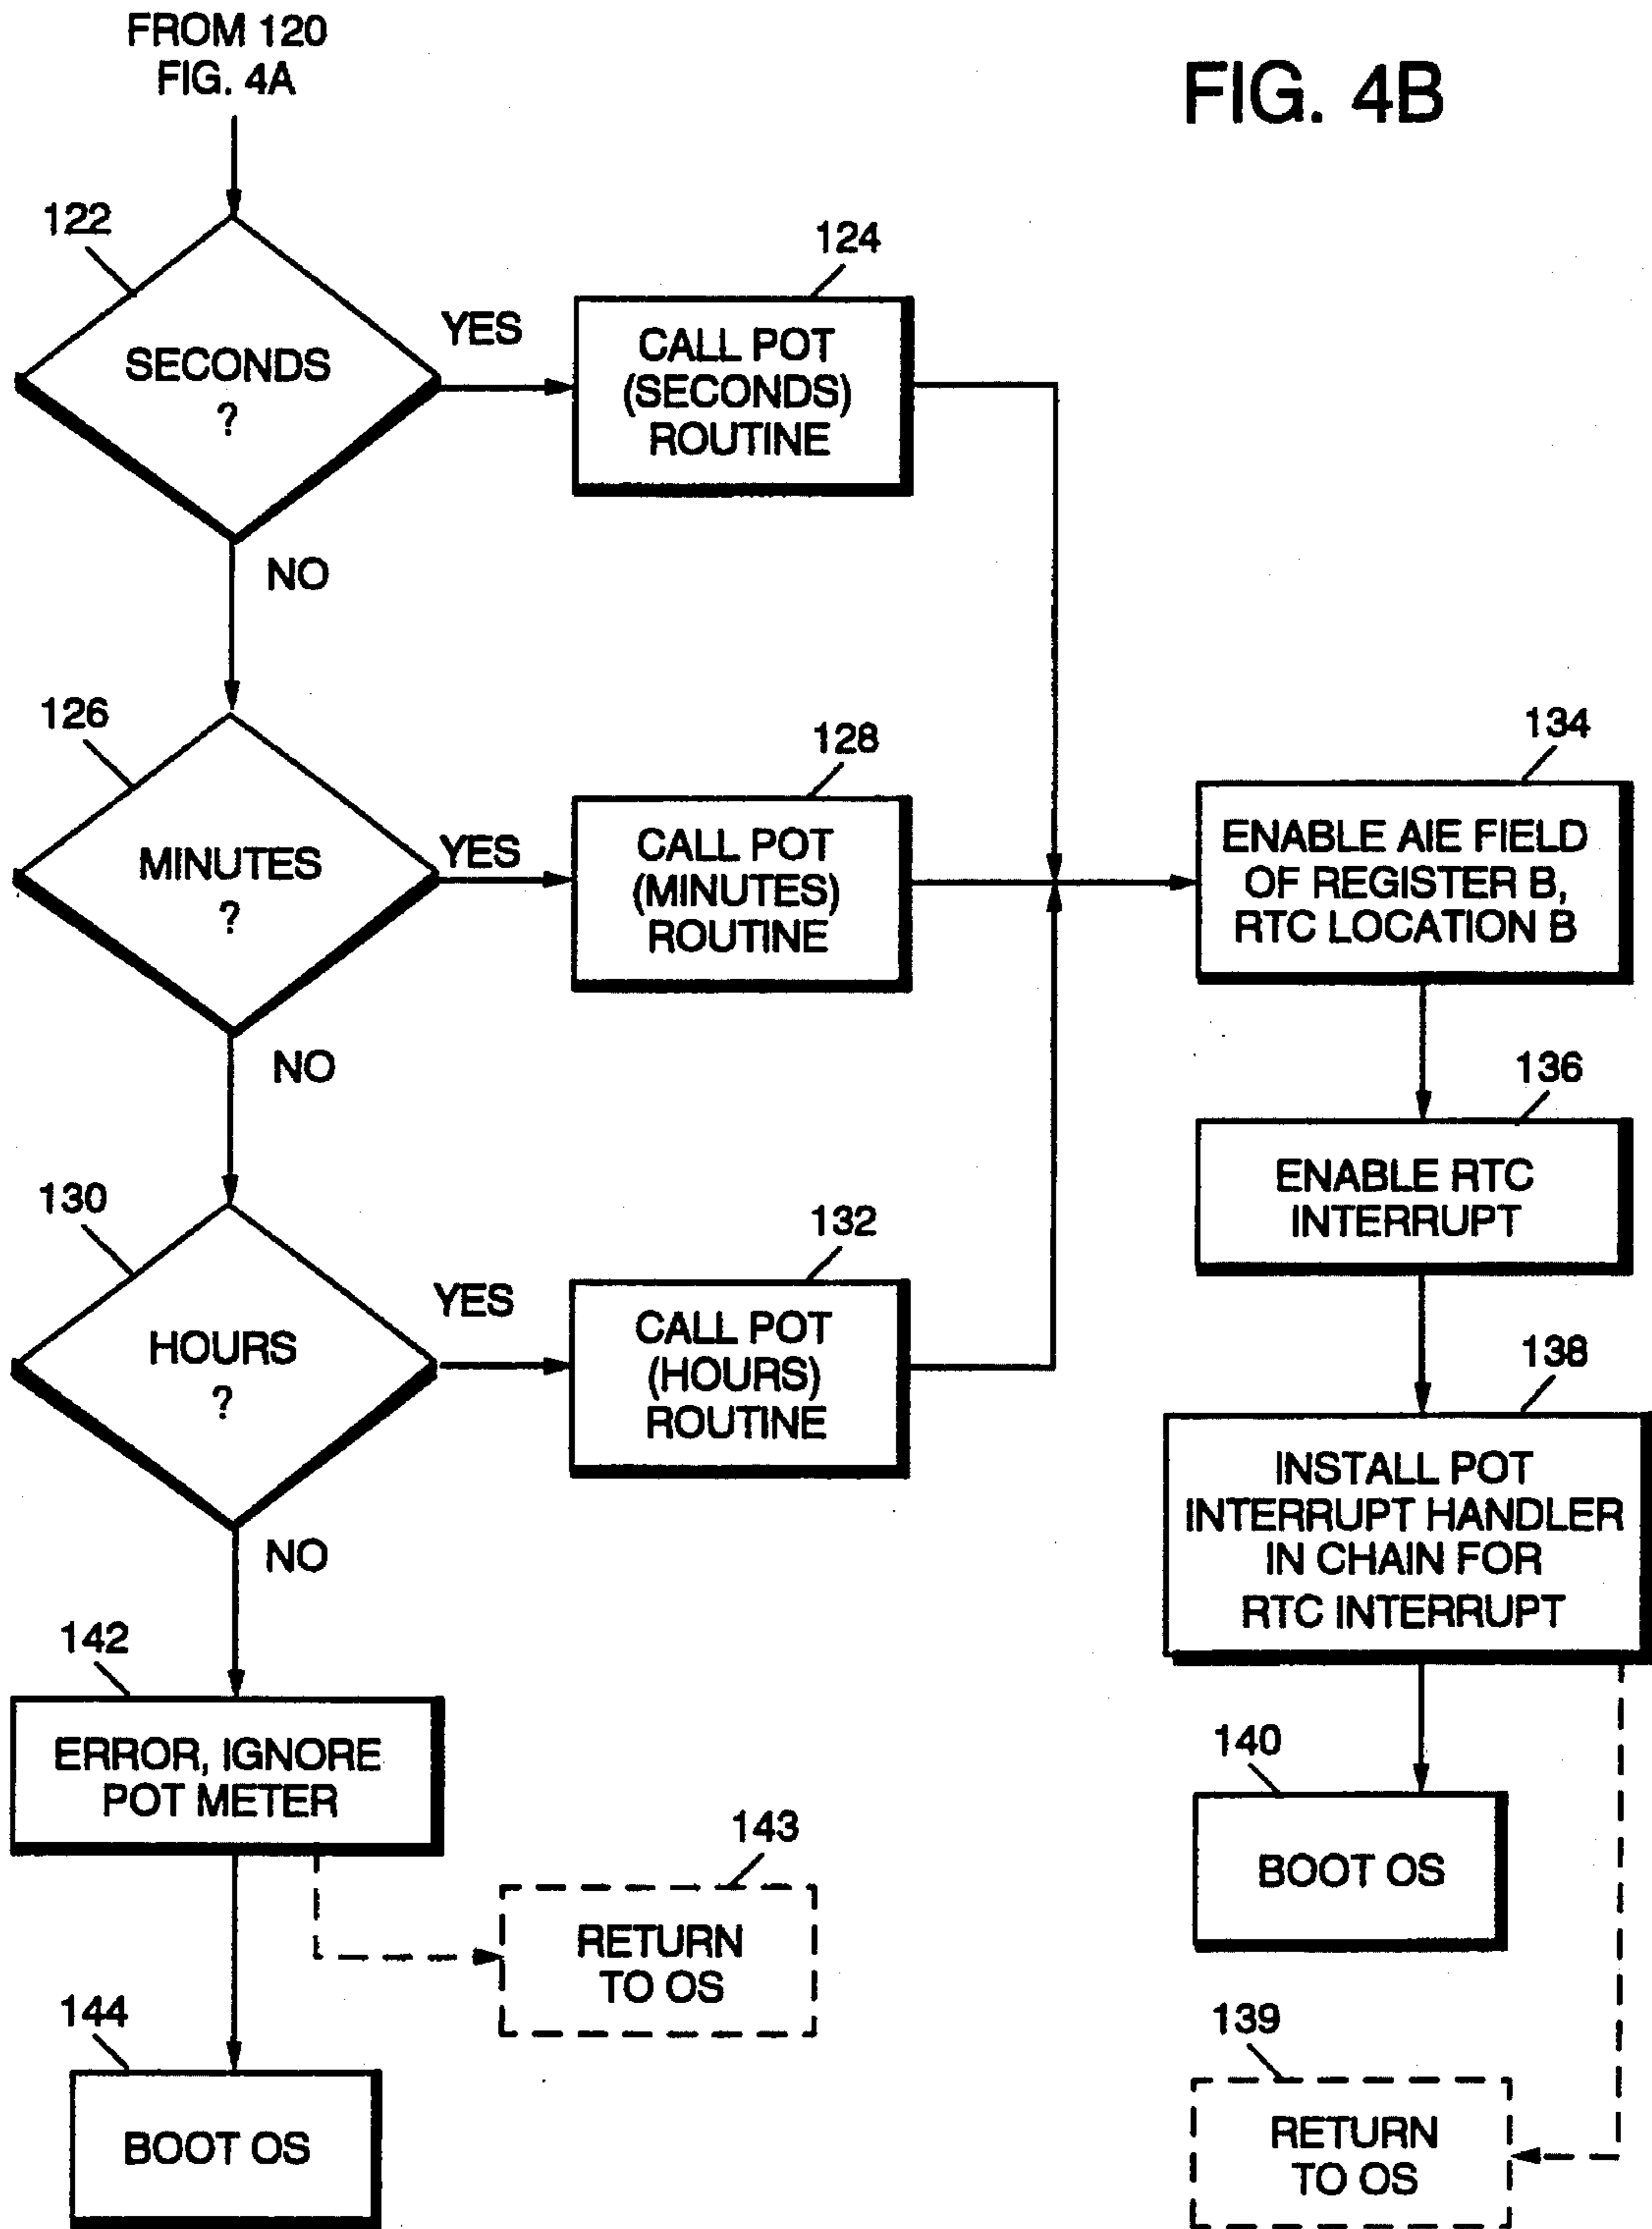 FROM 120
FIG. 4A
FIG. 4B
122
SECONDS
?
YES
NO
124
CALL POT
(SECONDS)
ROUTINE
126
MINUTES
?
YES
NO
128
CALL POT
(MINUTES)
ROUTINE
130
HOURS
?
YES
NO
132
CALL POT
(HOURS)
ROUTINE
134
ENABLE AIE FIELD
OF REGISTER B,
RTC LOCATION B
136
ENABLE RTC
INTERRUPT
138
INSTALL POT
INTERRUPT HANDLER
IN CHAIN FOR
RTC INTERRUPT
140
BOOT OS
139
RETURN
TO OS
142
ERROR, IGNORE
POT METER
143
RETURN
TO OS
144
BOOT OS